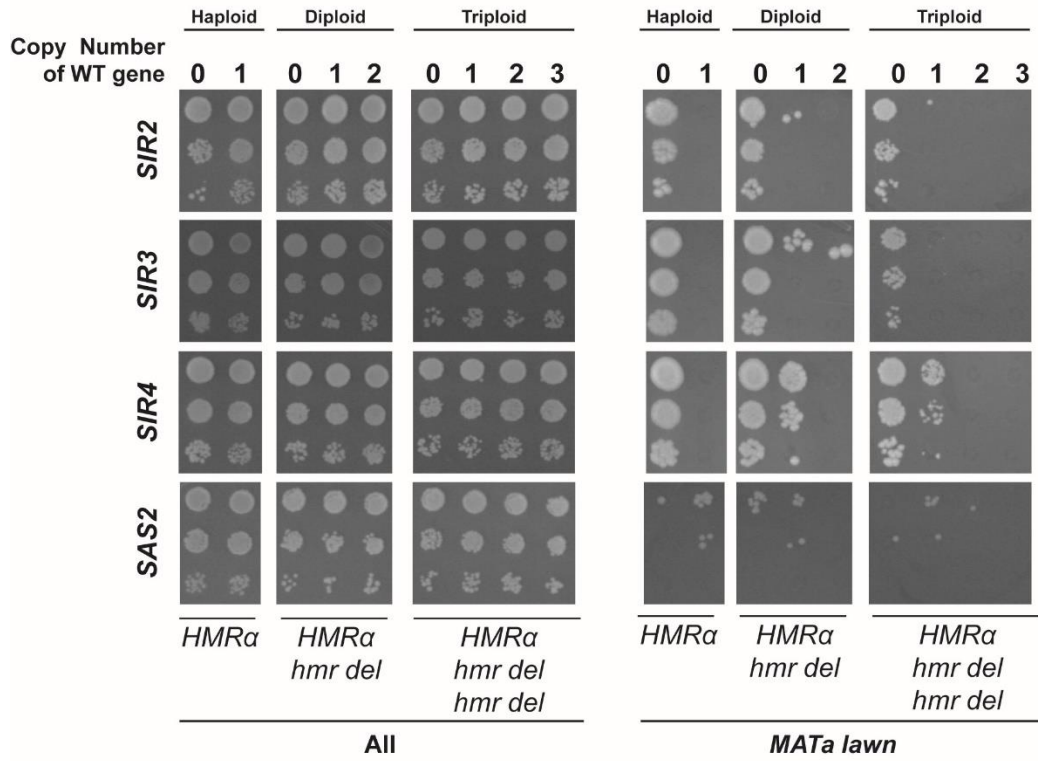 Haploid Diploid Triploid Haploid Diploid Triploid
Copy Number
of WT gene 0 1 0 1 2 0 1 2 3 0 1 0 1 2 0 1 2 3
SIR2
SIR3
SIR4
SAS2
HMRα HMRα HMRα HMRα HMRα HMRα
hmr del hmr del hmr del hmr del
hmr del hmr del
All MATa lawn